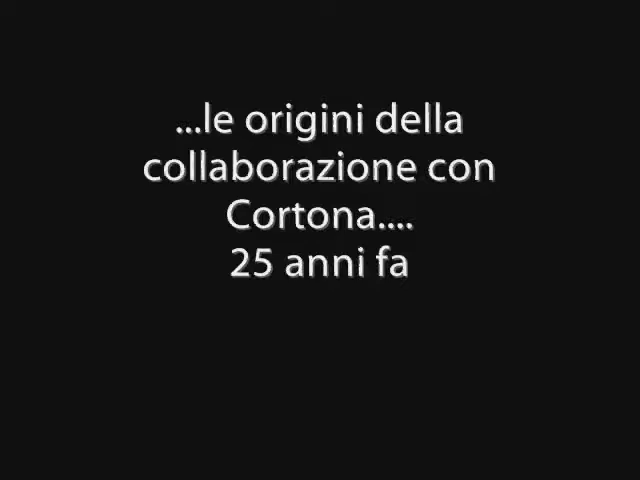 ...le origini della
collaborazione con
Cortona....
25 anni fa